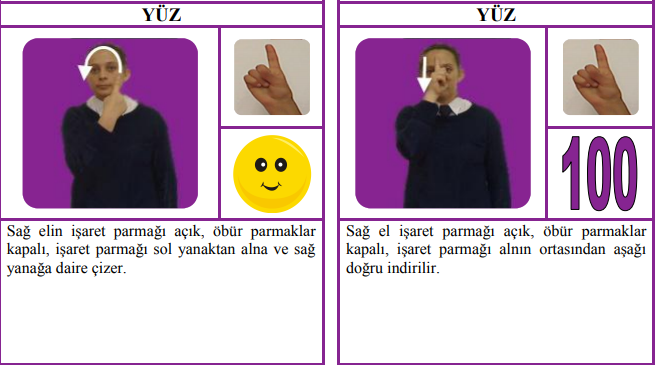 YÜZ
Sağ elin işaret parmağı açık, öbür parmaklar
kapalı, işaret parmağı sol yanaktan alna ve sağ
yanağa daire çizer.
YÜZ
100
Sağ el işaret parmağı açık, öbür parmaklar
kapalı, işaret parmağı alnın ortasından aşağı
doğru indirilir.